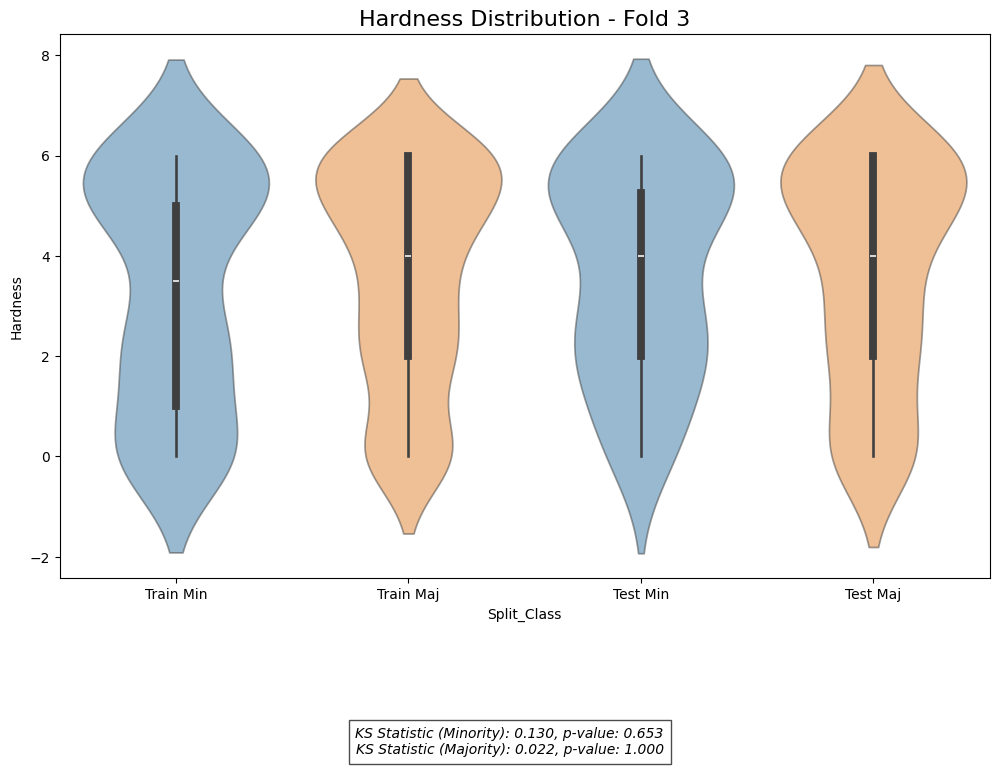 Hardness Distribution - Fold 3
8
6
4
2
0
−2
Hardness
Train Min
Train Maj
Test Min
Test Maj
Split_Class
KS Statistic (Minority): 0.130, p-value: 0.653
KS Statistic (Majority): 0.022, p-value: 1.000